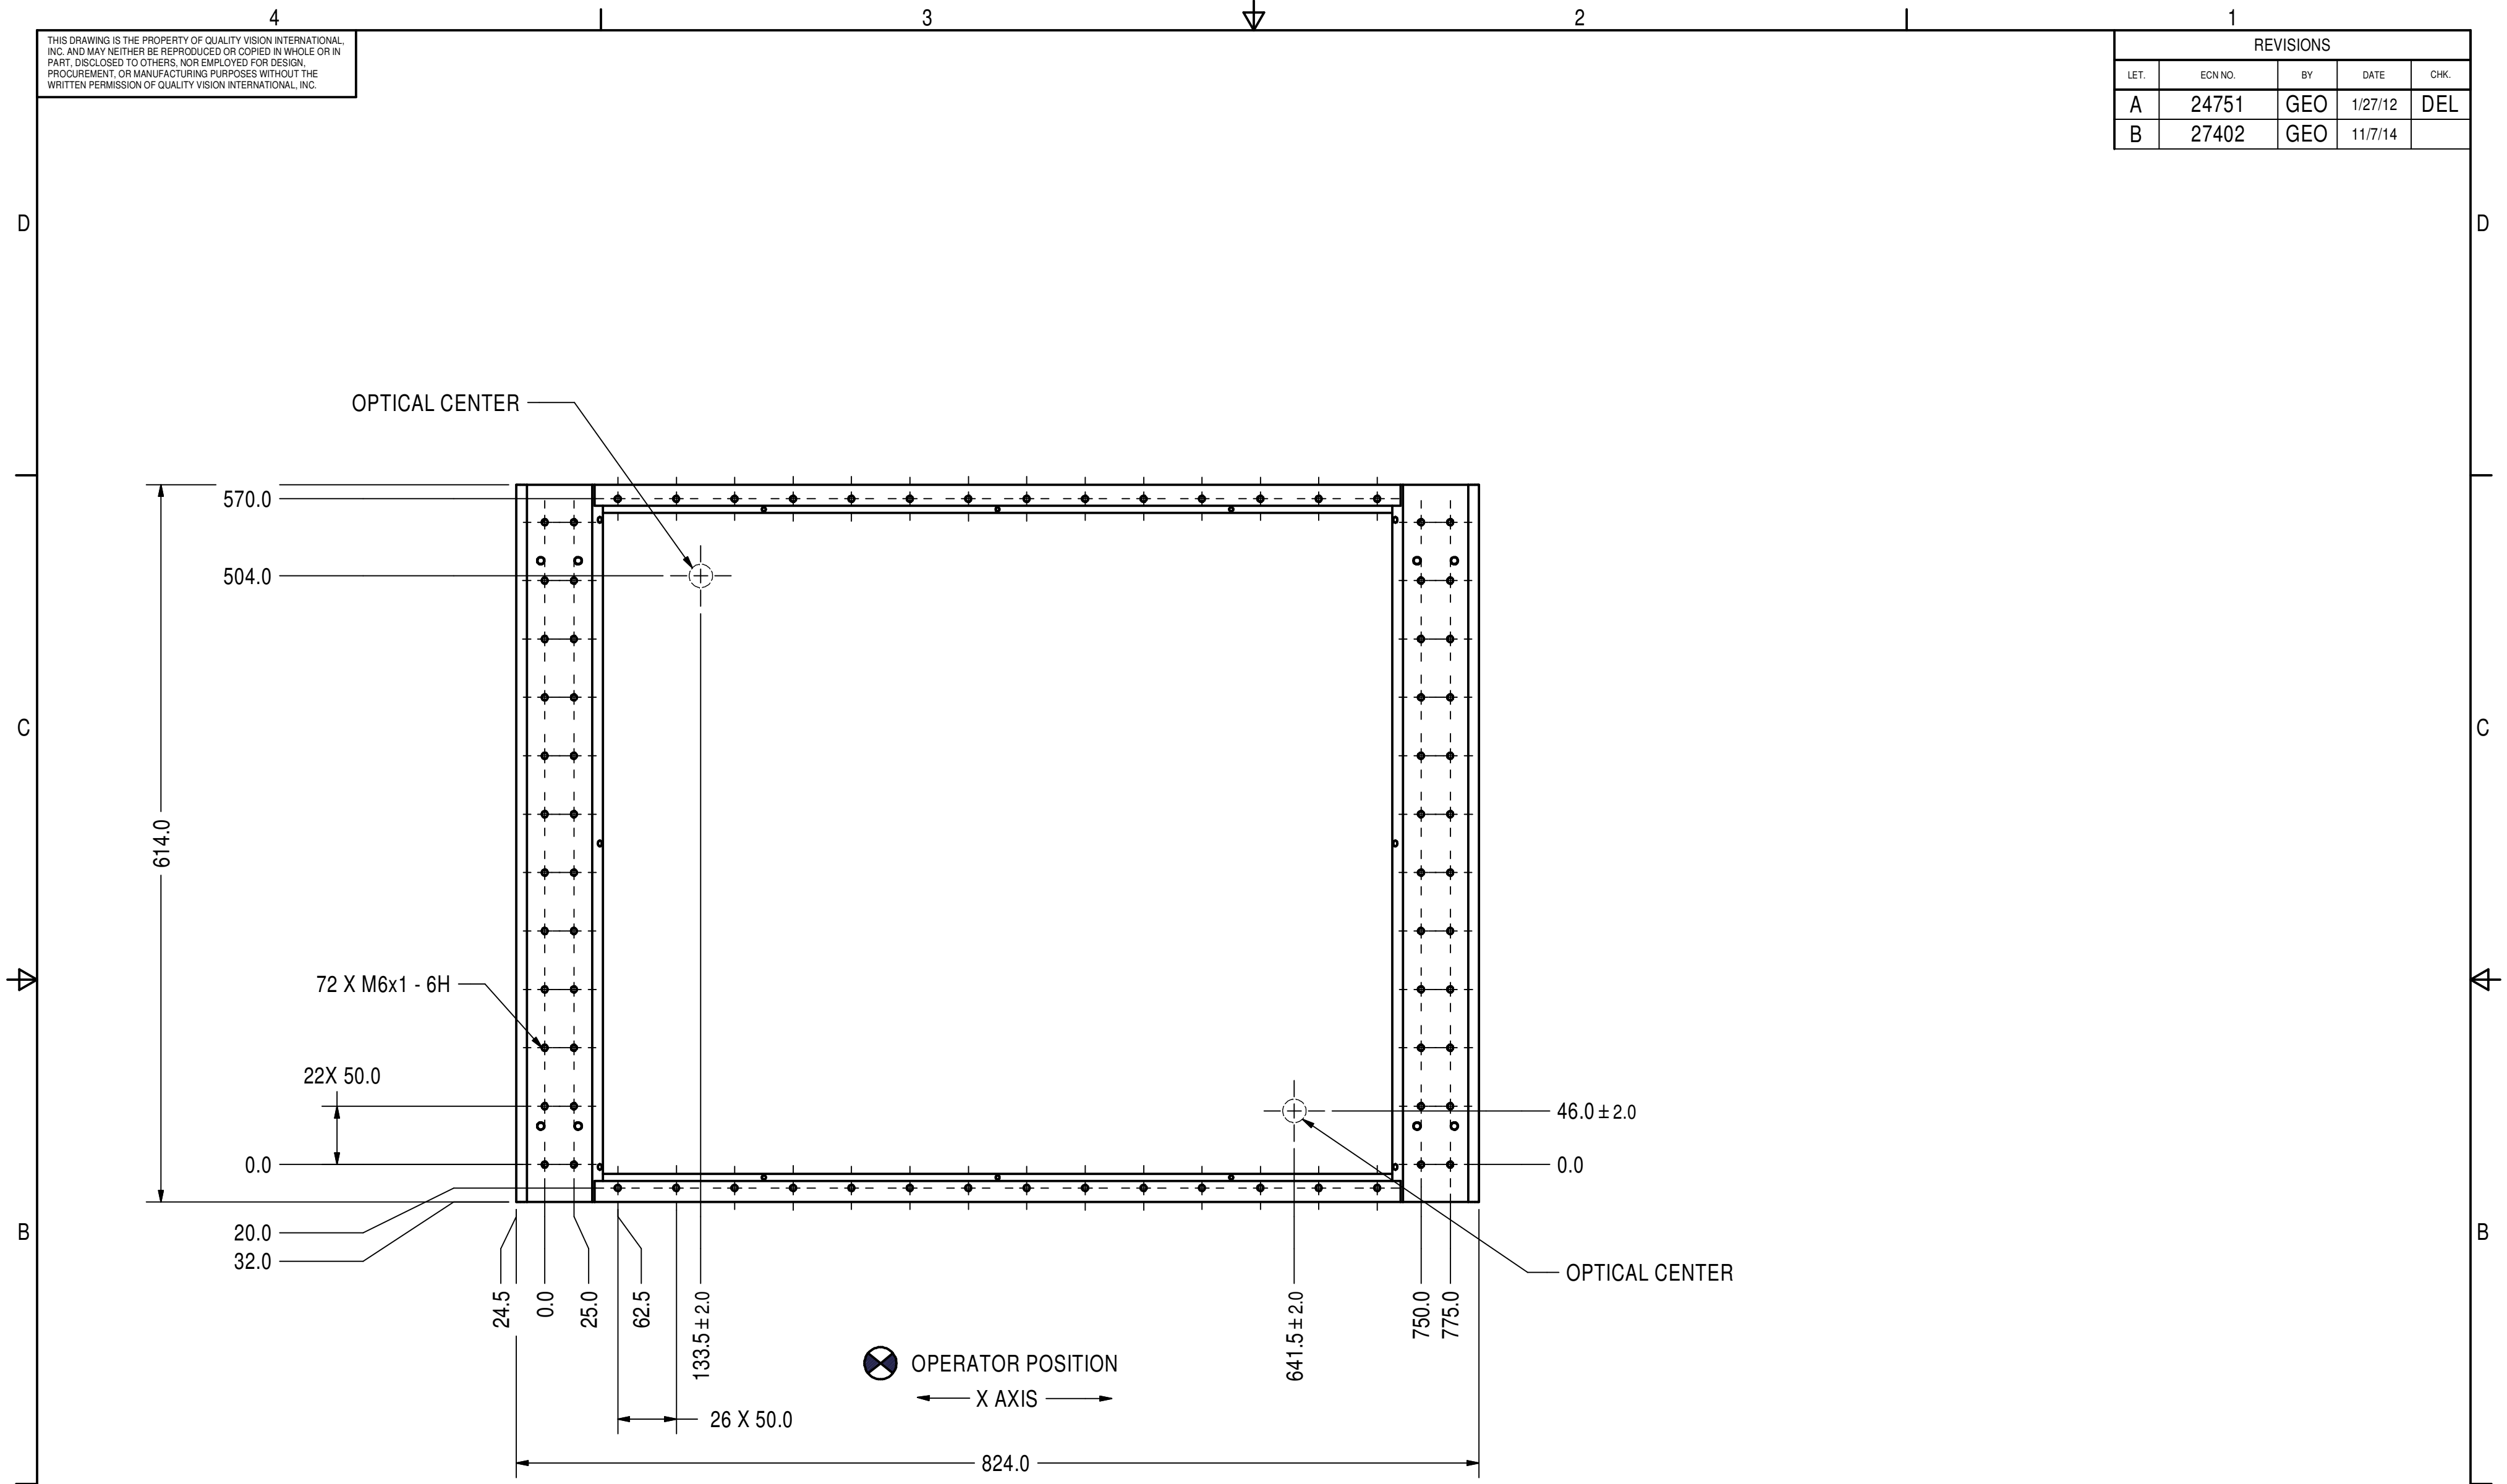 4 3 2 1
THIS DRAWING IS THE PROPERTY OF QUALITY VISION INTERNATIONAL,
INC. AND MAY NEITHER BE REPRODUCED OR COPIED IN WHOLE OR IN
PART, DISCLOSED TO OTHERS, NOR EMPLOYED FOR DESIGN,
PROCUREMENT, OR MANUFACTURING PURPOSES WITHOUT THE
WRITTEN PERMISSION OF QUALITY VISION INTERNATIONAL, INC.
REVISIONS
LET. ECN NO. BY DATE CHK.
A 24751 GEO 1/27/12 DEL
B 27402 GEO 11/7/14
D D
OPTICAL CENTER
570.0
504.0
C C
614.0
72 X M6x1 - 6H
22X 50.0
46.0 ± 2.0
0.0 0.0
20.0
32.0
B B
OPTICAL CENTER
24.5
0.0
25.0
62.5
133.5 ± 2.0
641.5 ± 2.0
750.0
775.0
OPERATOR POSITION
X AXIS
26 X 50.0
824.0